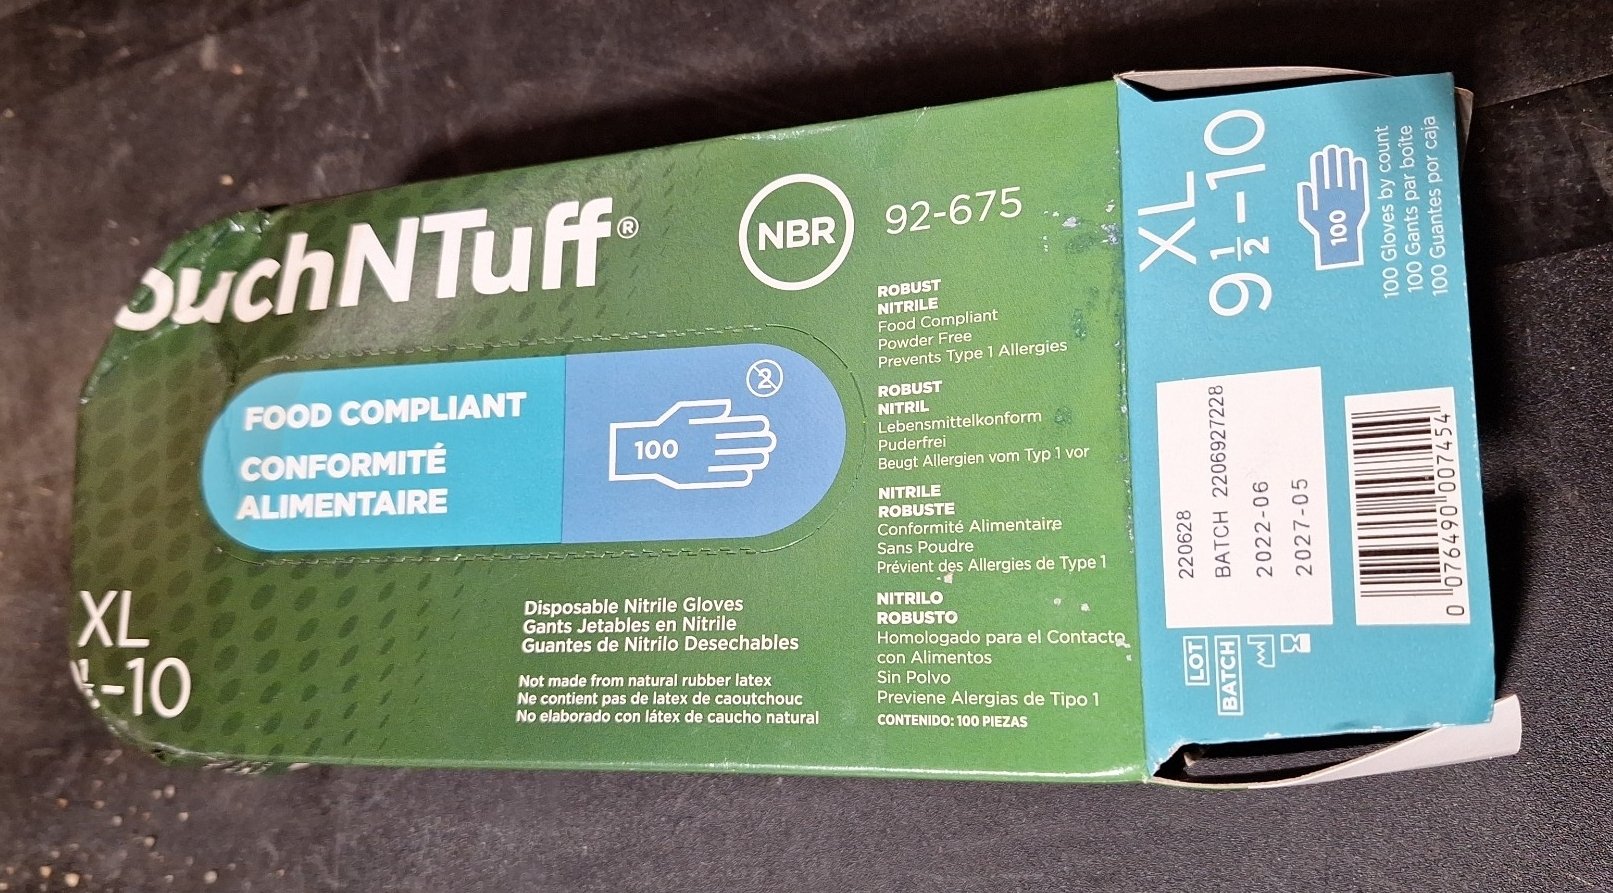 ouchNTuff®
NBR
92-675
FOOD COMPLIANT
CONFORMITÉ
ALIMENTAIRE
2
100
ROBUST
NITRILE
Food Compliant
Powder Free
Prevents Type 1 Allergies
ROBUST
NITRIL
Lebensmittelkonform
Puderfrei
Beugt Allergien vom Typ 1 vor
NITRILE
ROBUSTE
Conformité Alimentaire
Sans Poudre
Prévient des Allergies de Type 1
NITRILO
ROBUSTO
Homologado para el Contacto
con Alimentos
Sin Polvo
Previene Alergias de Tipo 1
CONTENIDO: 100 PIEZAS
XL
-10
Disposable Nitrile Gloves
Gants Jetables en Nitrile
Guantes de Nitrilo Desechables
Not made from natural rubber latex
Ne contient pas de latex de caoutchouc
No elaborado con látex de caucho natural
XL
9 1/2-10
100
100 Gloves by count
100 Gants par boîte
100 Guantes por caja
LOT
BATCH
220628
BATCH 2206927228
2022-06
2027-05
0 076490 007454